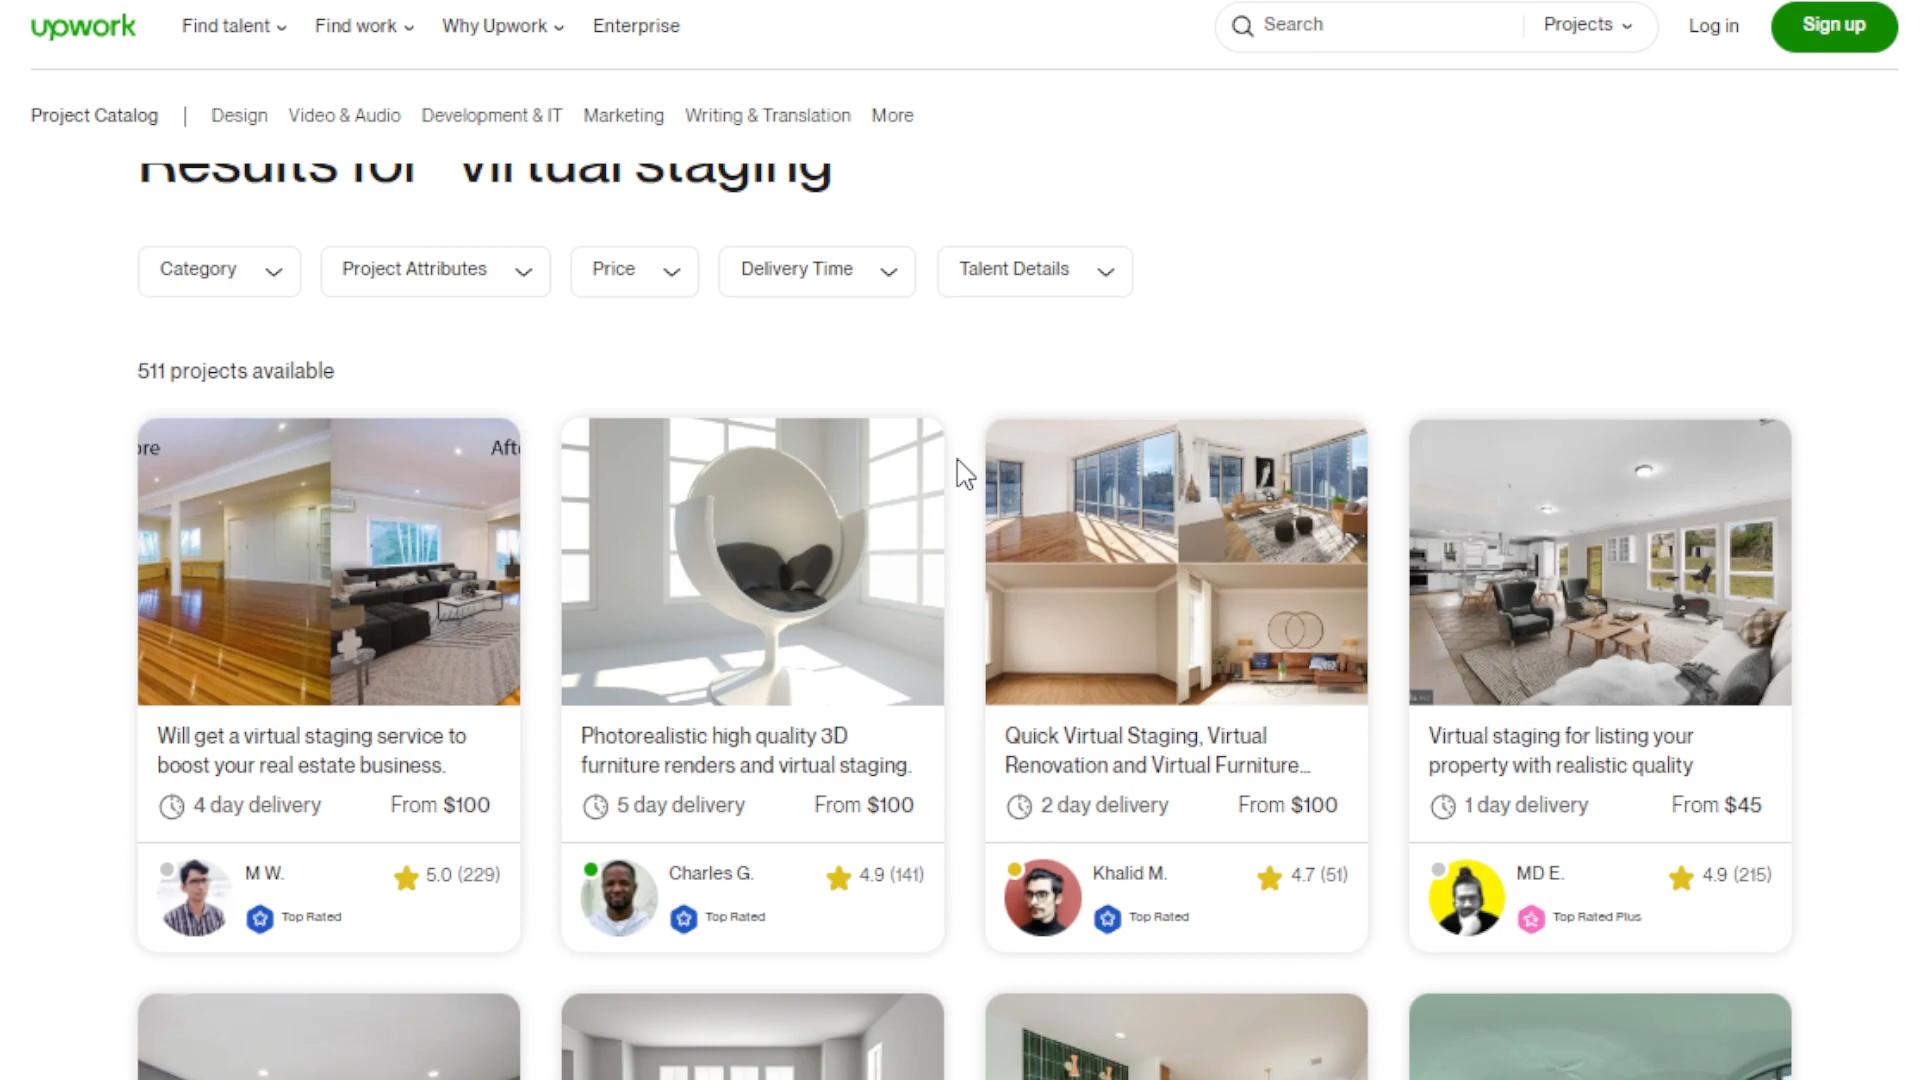 upwork Find talent Find work Why Upwork Enterprise Search Projects Log in Sign up
Project Catalog | Design Video & Audio Development & IT Marketing Writing & Translation More
Results for "Virtual staging
Category Project Attributes Price Delivery Time Talent Details
511 projects available
ore Afte
Will get a virtual staging service to
boost your real estate business.
4 day delivery From $100
M W. 5.0 (229)
Top Rated
Photorealistic high quality 3D
furniture renders and virtual staging.
5 day delivery From $100
Charles G. 4.9 (141)
Top Rated
Quick Virtual Staging, Virtual
Renovation and Virtual Furniture...
2 day delivery From $100
Khalid M. 4.7 (51)
Top Rated
Virtual staging for listing your
property with realistic quality
1 day delivery From $45
MD E. 4.9 (215)
Top Rated Plus